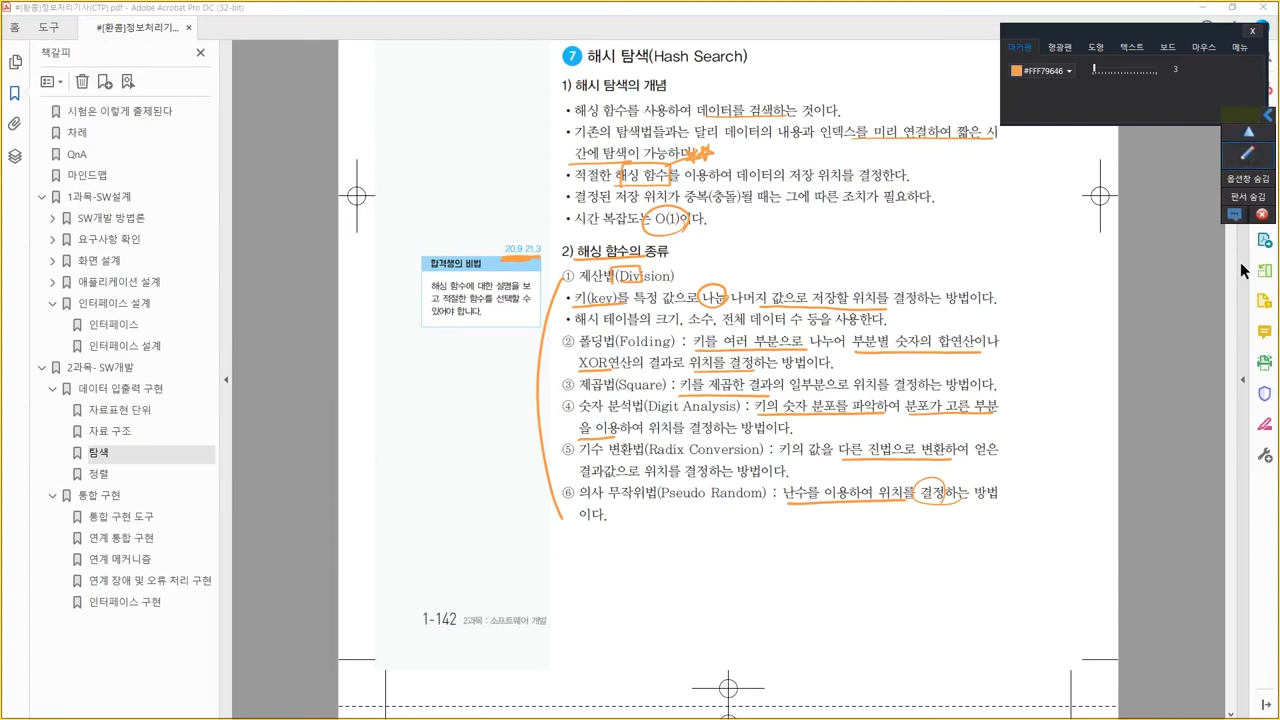 #[환콤]정보처리기사(CTP).pdf - Adobe Acrobat Pro DC (32-bit)
홈 도구 #[환콤]정보처리기... ×
책갈피
시험은 이렇게 출제된다
차례
QnA
마인드맵
1과목-SW설계
SW개발 방법론
요구사항 확인
화면 설계
애플리케이션 설계
인터페이스 설계
인터페이스
인터페이스 설계
2과목- SW개발
데이터 입출력 구현
자료표현 단위
자료 구조
탐색
정렬
통합 구현
통합 구현 도구
연계 통합 구현
연계 메커니즘
연계 장애 및 오류 처리 구현
인터페이스 구현
7 해시 탐색(Hash Search)
1) 해시 탐색의 개념
• 해싱 함수를 사용하여 데이터를 검색하는 것이다.
• 기존의 탐색법들과는 달리 데이터의 내용과 인덱스를 미리 연결하여 짧은 시
간에 탐색이 가능하며
• 적절한 해싱 함수를 이용하여 데이터의 저장 위치를 결정한다.
• 결정된 저장 위치가 중복(충돌)될 때는 그에 따른 조치가 필요하다.
• 시간 복잡도는 O(1)이다.
20.9 21.3
합격생의 비법
해싱 함수에 대한 설명을 보
고 적절한 함수를 선택할 수
있어야 합니다.
2) 해싱 함수의 종류
① 제산법(Division)
• 키(key)를 특정 값으로 나눈 나머지 값으로 저장할 위치를 결정하는 방법이다.
• 해시 테이블의 크기, 소수, 전체 데이터 수 등을 사용한다.
② 폴딩법(Folding) : 키를 여러 부분으로 나누어 부분별 숫자의 합연산이나
XOR연산의 결과로 위치를 결정하는 방법이다.
③ 제곱법(Square) : 키를 제곱한 결과의 일부분으로 위치를 결정하는 방법이다.
④ 숫자 분석법(Digit Analysis) : 키의 숫자 분포를 파악하여 분포가 고른 부분
을 이용하여 위치를 결정하는 방법이다.
⑤ 기수 변환법(Radix Conversion) : 키의 값을 다른 진법으로 변환하여 얻은
결과값으로 위치를 결정하는 방법이다.
⑥ 의사 무작위법(Pseudo Random) : 난수를 이용하여 위치를 결정하는 방법
이다.
1-142 2과목 : 소프트웨어 개발
X
마카펜 형광펜 도형 텍스트 보드 마우스 메뉴
#FFF79646 3
옵션창 숨김
판서 숨김